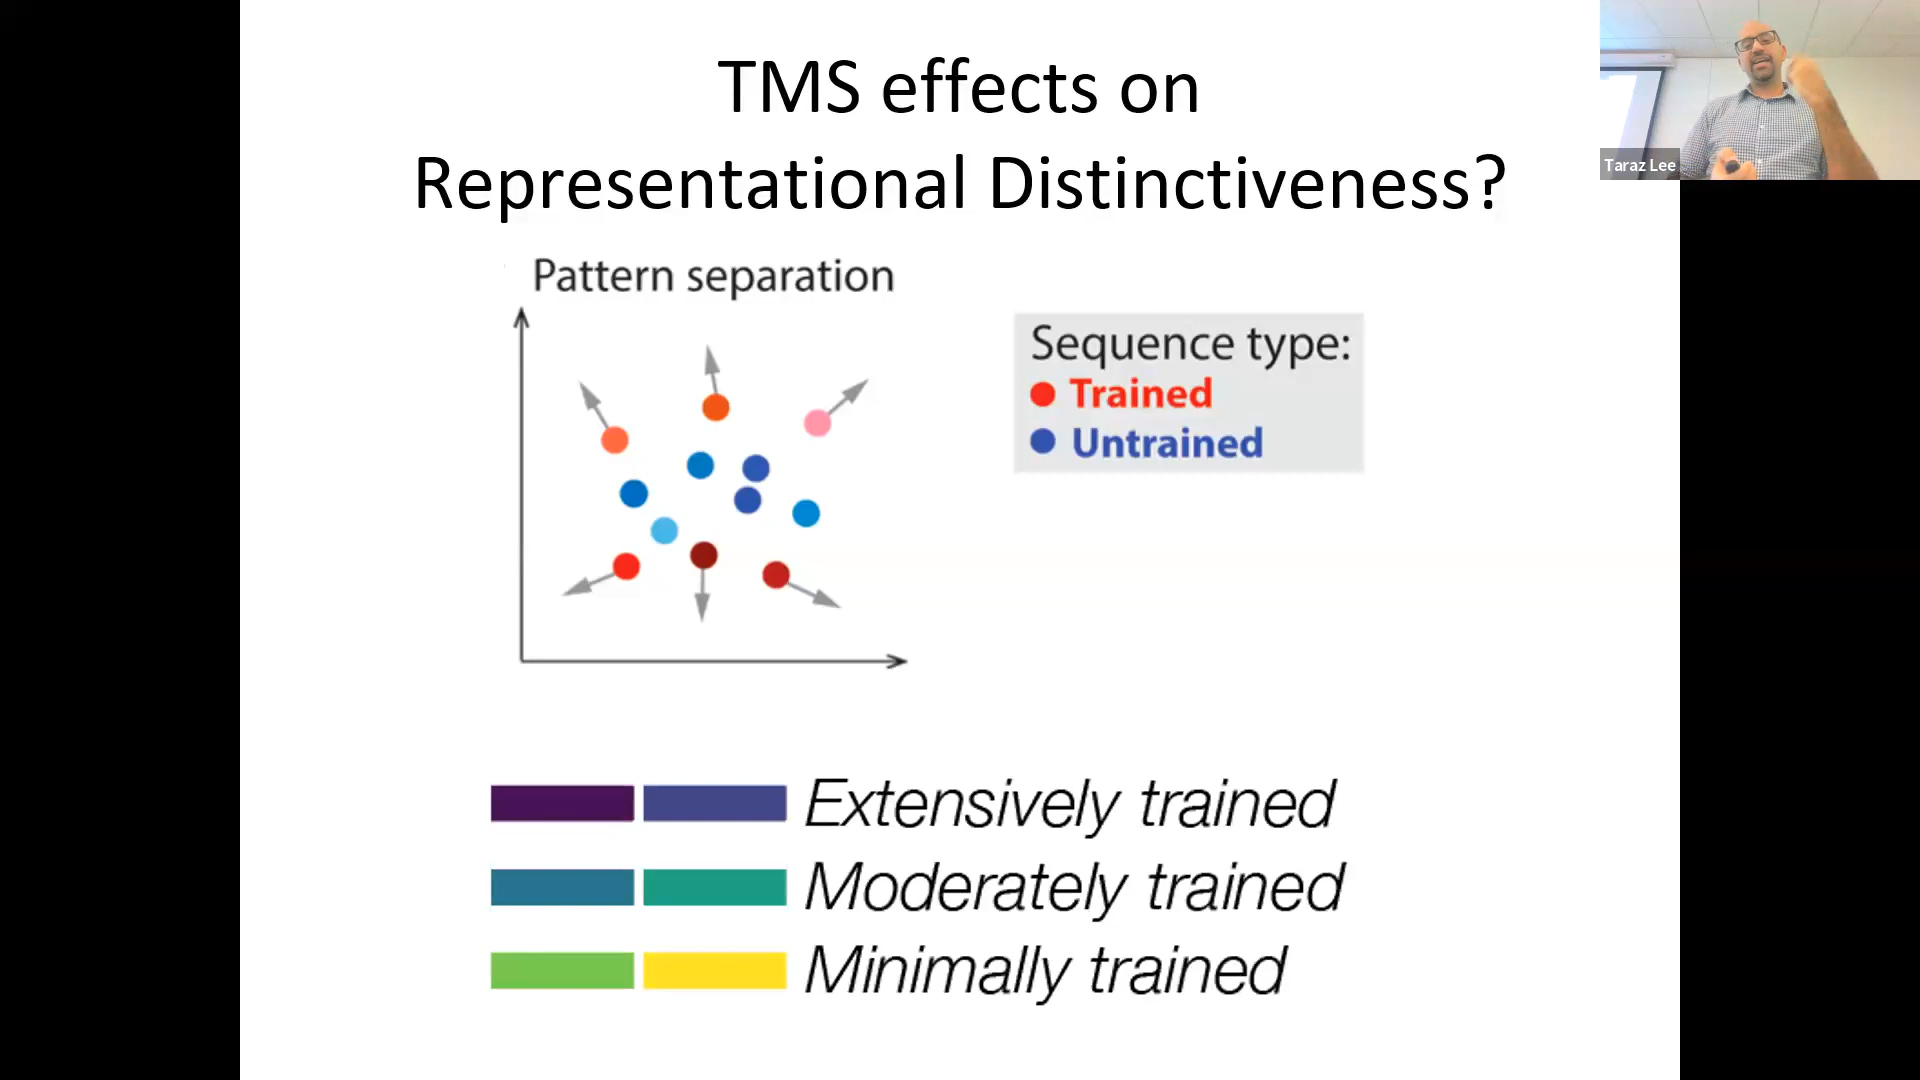 TMS effects on
Representational Distinctiveness?
Taraz Lee
Pattern separation
Sequence type:
Trained
Untrained
Extensively trained
Moderately trained
Minimally trained